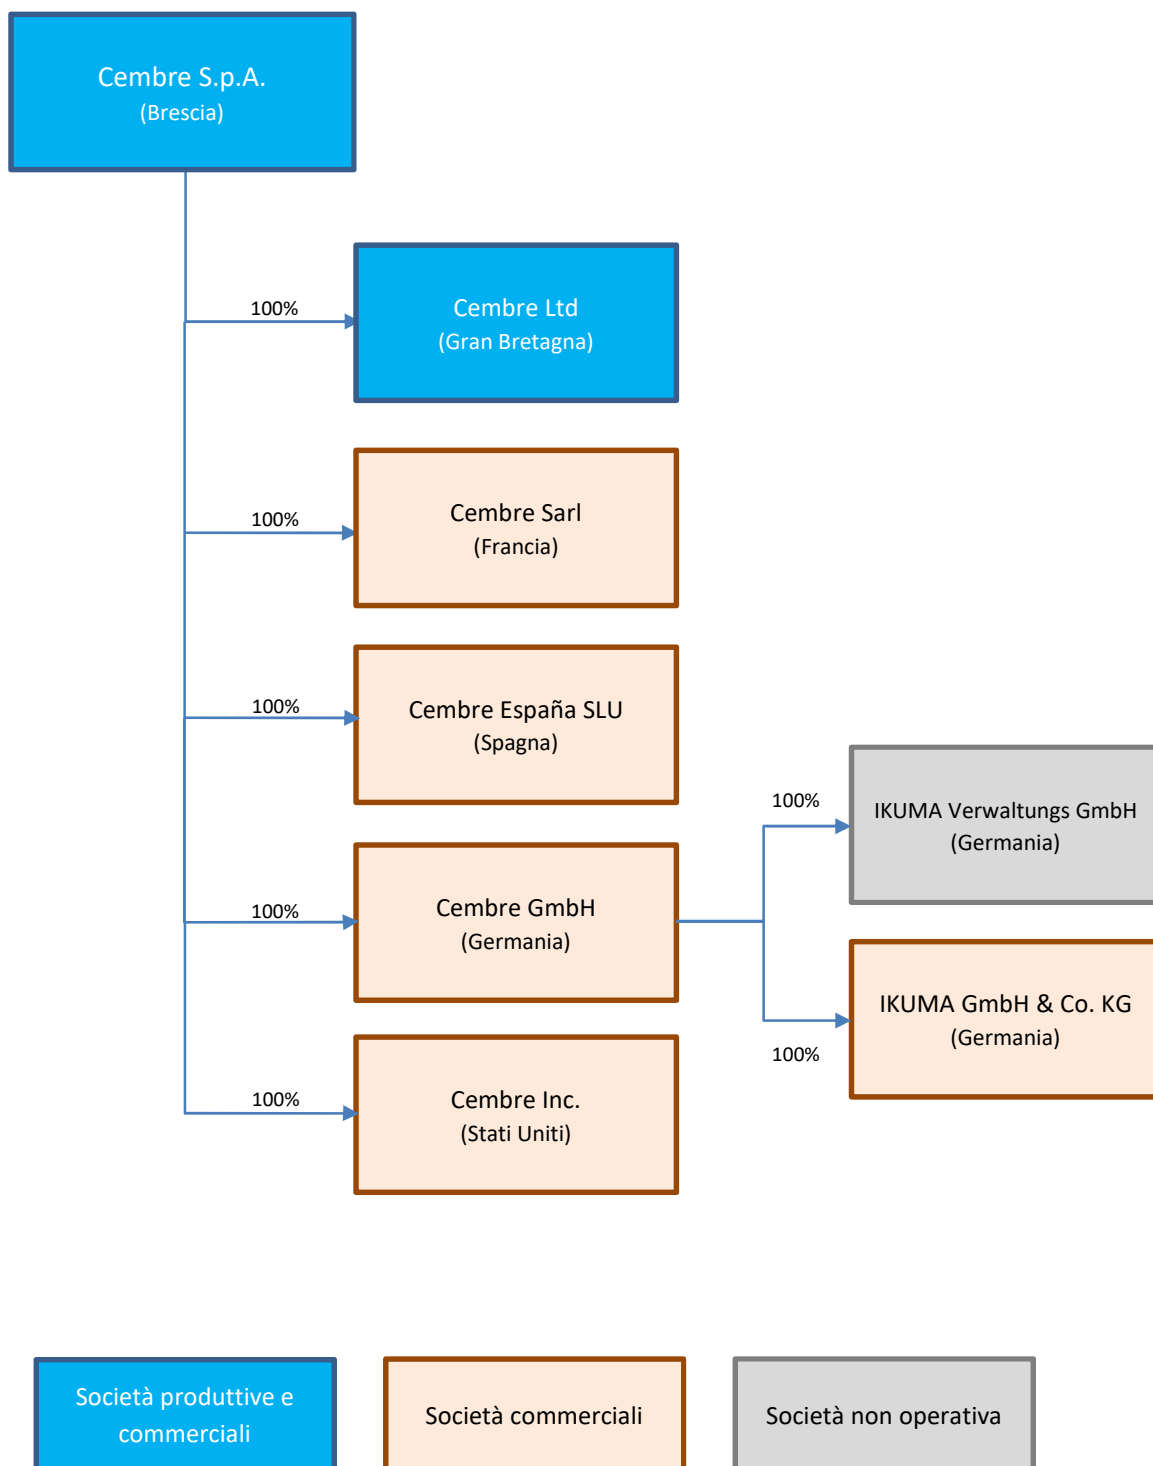 Cembre S.p.A.
(Brescia)
100%
Cembre Ltd
(Gran Bretagna)
100%
Cembre Sarl
(Francia)
100%
Cembre España SLU
(Spagna)
100%
IKUMA Verwaltungs GmbH
(Germania)
100%
Cembre GmbH
(Germania)
100%
IKUMA GmbH & Co. KG
(Germania)
100%
Cembre Inc.
(Stati Uniti)
Società produttive e
commerciali
Società commerciali
Società non operativa